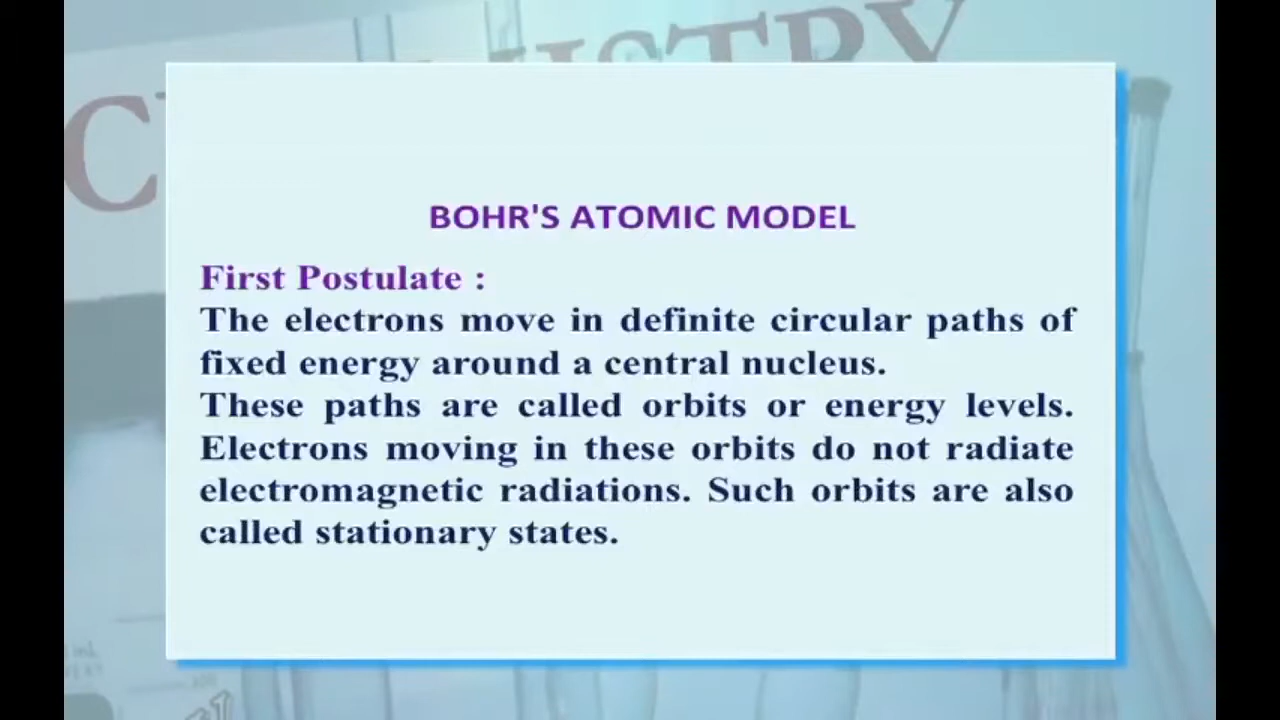 BOHR'S ATOMIC MODEL
First Postulate :
The electrons move in definite circular paths of
fixed energy around a central nucleus.
These paths are called orbits or energy levels.
Electrons moving in these orbits do not radiate
electromagnetic radiations. Such orbits are also
called stationary states.